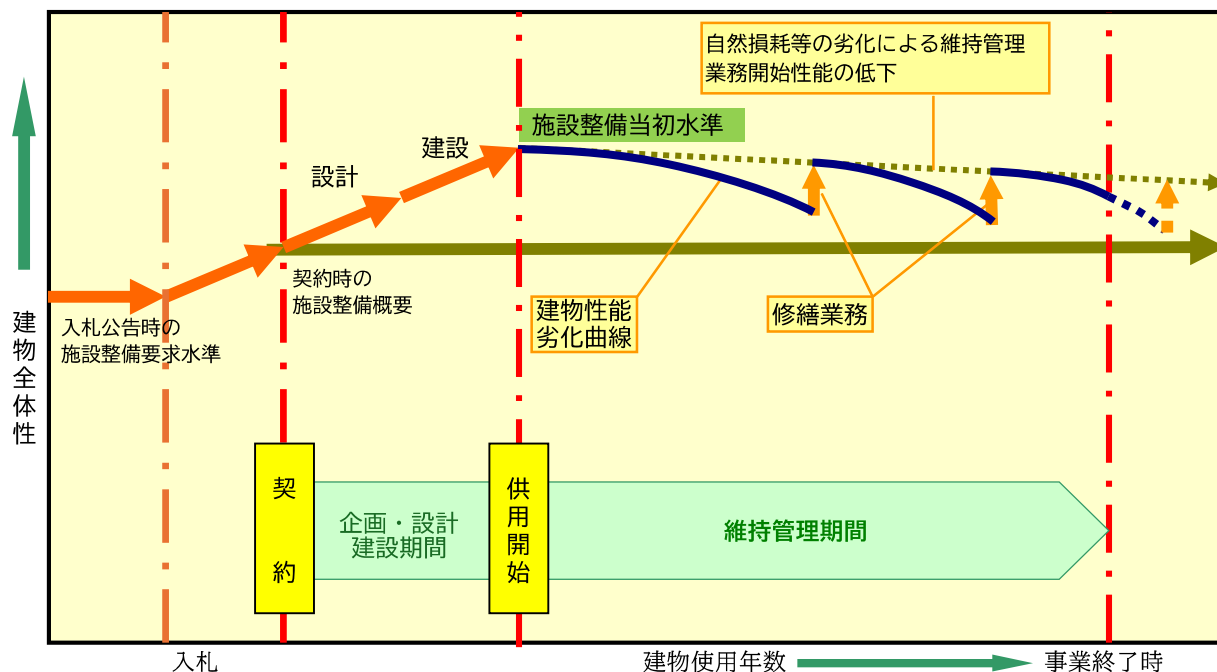 自然損耗等の劣化による維持管理
業務開始性能の低下
施設整備当初水準
建設
設計
契約時の
施設整備概要
入札公告時の
施設整備要求水準
建物性能
劣化曲線
修繕業務
建物全体性
契約
企画・設計
建設期間
供用開始
維持管理期間
入札
建物使用年数
事業終了時